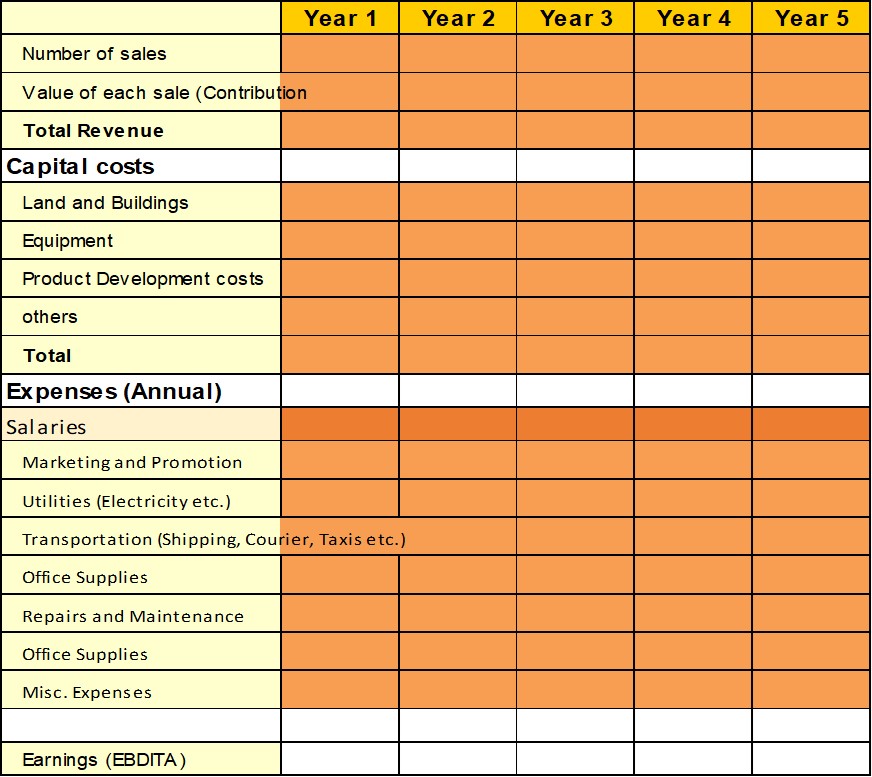 Year 1 Year 2 Year 3 Year 4 Year 5
Number of sales
Value of each sale (Contribution
Total Revenue
Capital costs
Land and Buildings
Equipment
Product Development costs
others
Total
Expenses (Annual)
Salaries
Marketing and Promotion
Utilities (Electricity etc.)
Transportation (Shipping, Courier, Taxis etc.)
Office Supplies
Repairs and Maintenance
Office Supplies
Misc. Expenses
Earnings (EBDITA)